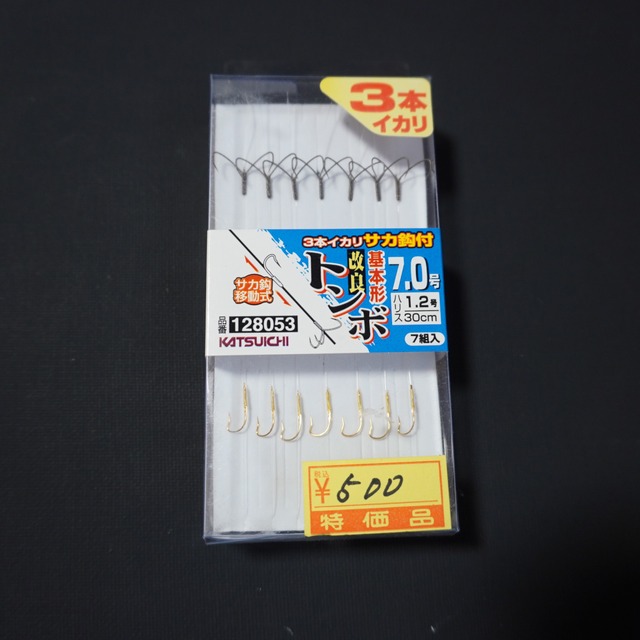 3本
イカリ
3本イカリサカ鈎付
基本形
改良
トンボ
7.0号
ハリス
1.2号
30cm
サカ鈎
移動式
品番 128053
KATSUICHI
7組入
税込
¥500
特価品